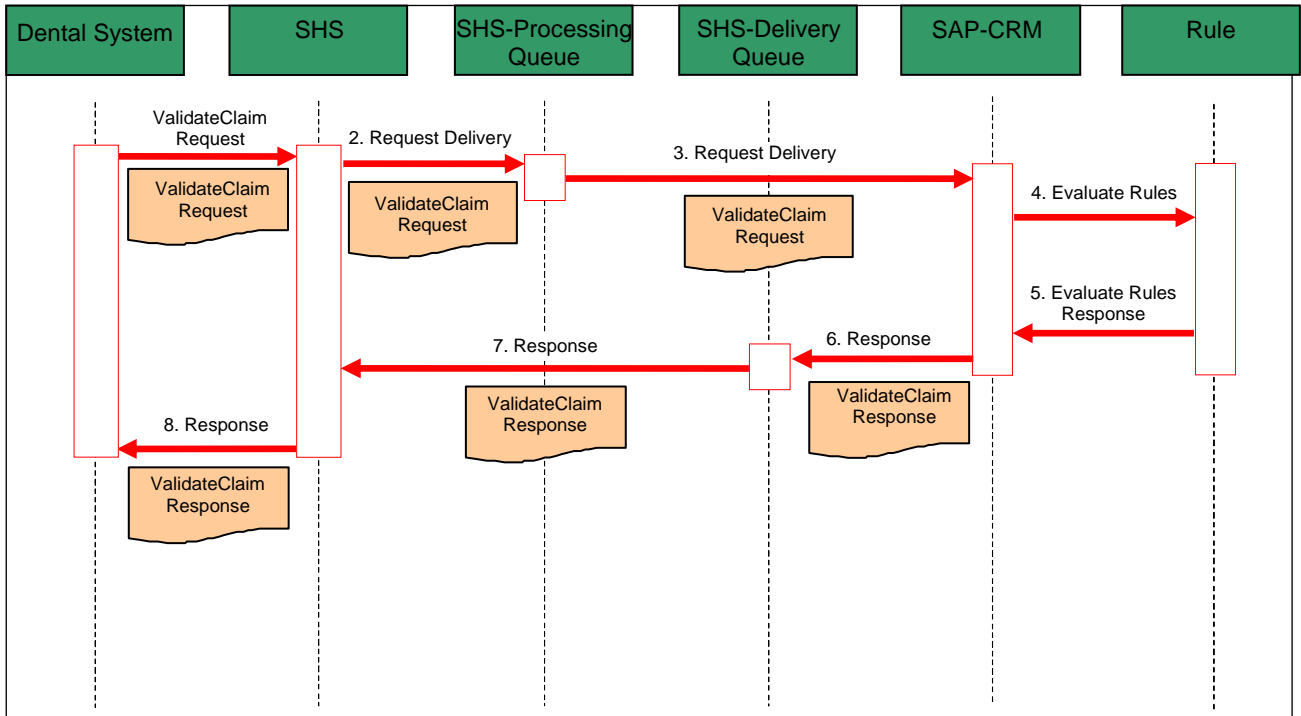 Dental System
SHS
SHS-Processing
Queue
SHS-Delivery
Queue
SAP-CRM
Rule
ValidateClaim
Request
2. Request Delivery
3. Request Delivery
4. Evaluate Rules
ValidateClaim
Request
ValidateClaim
Request
ValidateClaim
Request
5. Evaluate Rules
Response
6. Response
7. Response
ValidateClaim
Response
ValidateClaim
Response
8. Response
ValidateClaim
Response